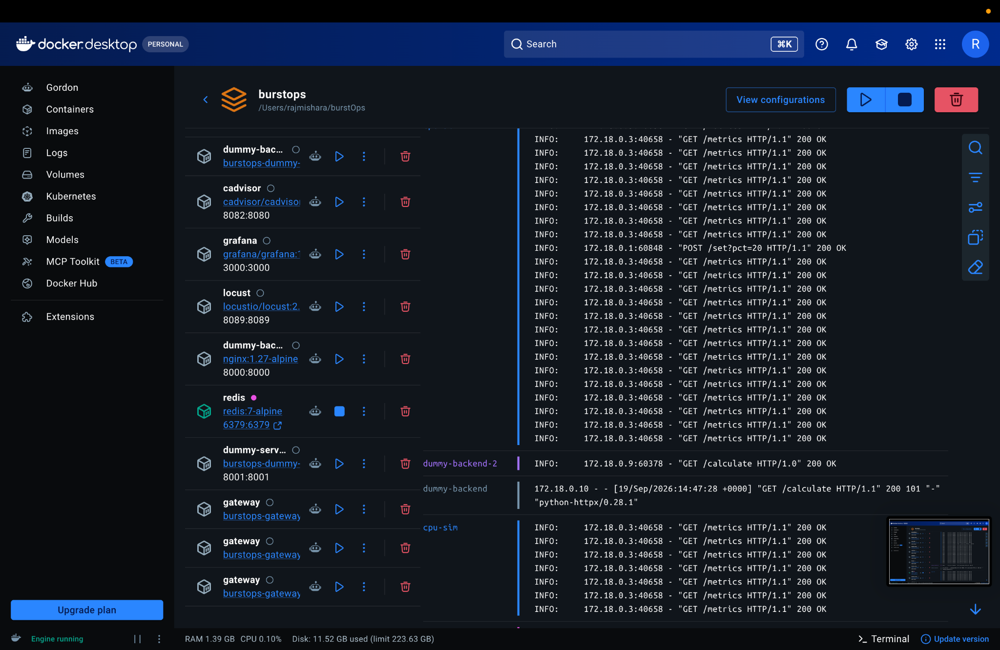 docker.desktop PERSONAL
Search
⌘K
R
Gordon
Containers
Images
Logs
Volumes
Kubernetes
Builds
Models
MCP Toolkit BETA
Docker Hub
Extensions
Upgrade plan
burstops
/Users/rajmishara/burstOps
View configurations
dummy-bac...
burstops-dummy-
cadvisor
cadvisor/cadvisor
8082:8080
grafana
grafana/grafana:1
3000:3000
locust
locustio/locust:2.
8089:8089
dummy-bac...
nginx:1.27-alpine
8000:8000
redis
redis:7-alpine
6379:6379
dummy-serv...
burstops-dummy-
8001:8001
gateway
burstops-gateway
gateway
burstops-gateway
gateway
burstops-gateway
INFO: 172.18.0.3:40658 - "GET /metrics HTTP/1.1" 200 OK
INFO: 172.18.0.3:40658 - "GET /metrics HTTP/1.1" 200 OK
INFO: 172.18.0.3:40658 - "GET /metrics HTTP/1.1" 200 OK
INFO: 172.18.0.3:40658 - "GET /metrics HTTP/1.1" 200 OK
INFO: 172.18.0.3:40658 - "GET /metrics HTTP/1.1" 200 OK
INFO: 172.18.0.3:40658 - "GET /metrics HTTP/1.1" 200 OK
INFO: 172.18.0.3:40658 - "GET /metrics HTTP/1.1" 200 OK
INFO: 172.18.0.3:40658 - "GET /metrics HTTP/1.1" 200 OK
INFO: 172.18.0.1:60848 - "POST /set?pct=20 HTTP/1.1" 200 OK
INFO: 172.18.0.3:40658 - "GET /metrics HTTP/1.1" 200 OK
INFO: 172.18.0.3:40658 - "GET /metrics HTTP/1.1" 200 OK
INFO: 172.18.0.3:40658 - "GET /metrics HTTP/1.1" 200 OK
INFO: 172.18.0.3:40658 - "GET /metrics HTTP/1.1" 200 OK
INFO: 172.18.0.3:40658 - "GET /metrics HTTP/1.1" 200 OK
INFO: 172.18.0.3:40658 - "GET /metrics HTTP/1.1" 200 OK
INFO: 172.18.0.3:40658 - "GET /metrics HTTP/1.1" 200 OK
INFO: 172.18.0.3:40658 - "GET /metrics HTTP/1.1" 200 OK
INFO: 172.18.0.3:40658 - "GET /metrics HTTP/1.1" 200 OK
INFO: 172.18.0.3:40658 - "GET /metrics HTTP/1.1" 200 OK
INFO: 172.18.0.3:40658 - "GET /metrics HTTP/1.1" 200 OK
INFO: 172.18.0.3:40658 - "GET /metrics HTTP/1.1" 200 OK
INFO: 172.18.0.3:40658 - "GET /metrics HTTP/1.1" 200 OK
INFO: 172.18.0.3:40658 - "GET /metrics HTTP/1.1" 200 OK
dummy-backend-2 INFO: 172.18.0.9:60378 - "GET /calculate HTTP/1.0" 200 OK
dummy-backend 172.18.0.10 - - [19/Sep/2026:14:47:28 +0000] "GET /calculate HTTP/1.1" 200 101 "-"
"python-httpx/0.28.1"
cpu-sim INFO: 172.18.0.3:40658 - "GET /metrics HTTP/1.1" 200 OK
INFO: 172.18.0.3:40658 - "GET /metrics HTTP/1.1" 200 OK
INFO: 172.18.0.3:40658 - "GET /metrics HTTP/1.1" 200 OK
INFO: 172.18.0.3:40658 - "GET /metrics HTTP/1.1" 200 OK
INFO: 172.18.0.3:40658 - "GET /metrics HTTP/1.1" 200 OK
INFO: 172.18.0.3:40658 - "GET /metrics HTTP/1.1" 200 OK
INFO: 172.18.0.3:40658 - "GET /metrics HTTP/1.1" 200 OK
Engine running
RAM 1.39 GB CPU 0.10% Disk: 11.52 GB used (limit 223.63 GB)
Terminal
Update version